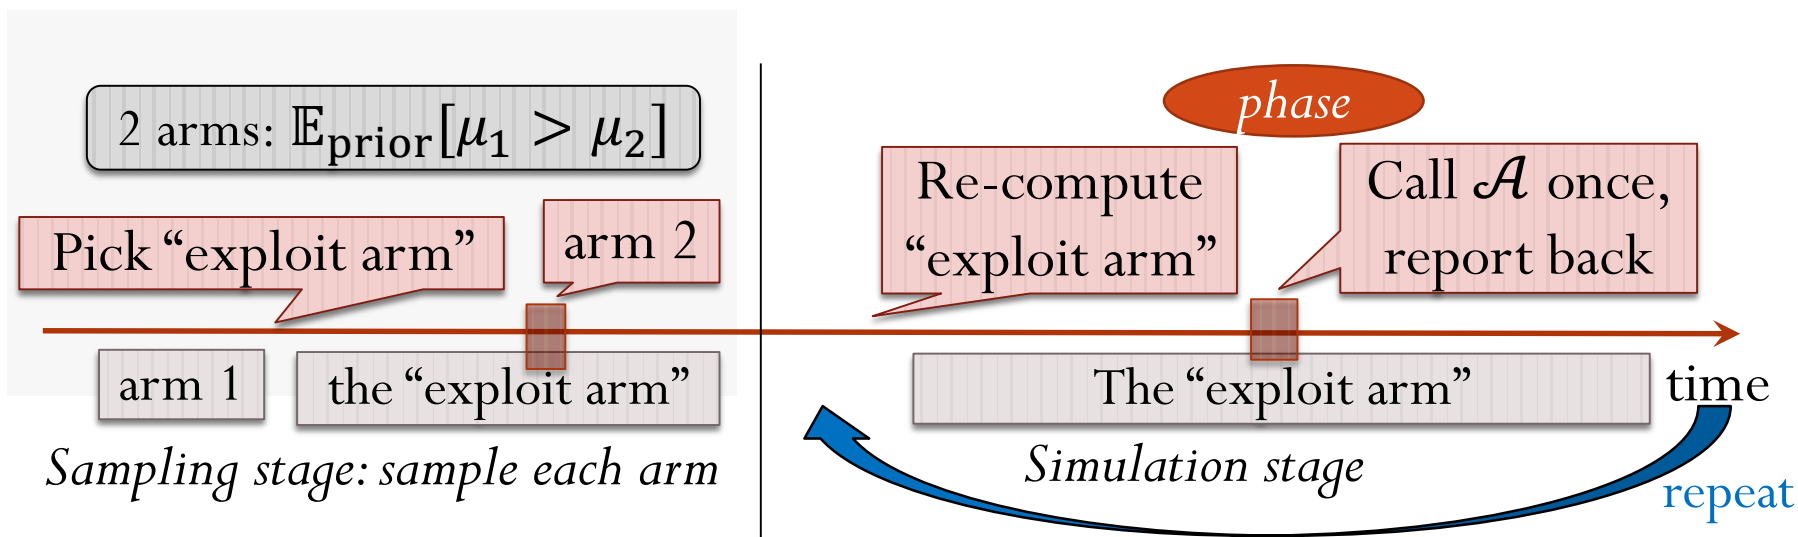 2 arms: 𝔼prior[μ1 > μ2]
Pick “exploit arm”
arm 2
arm 1
the “exploit arm”
Sampling stage: sample each arm
phase
Re-compute
“exploit arm”
Call 𝒜 once,
report back
The “exploit arm”
time
Simulation stage
repeat